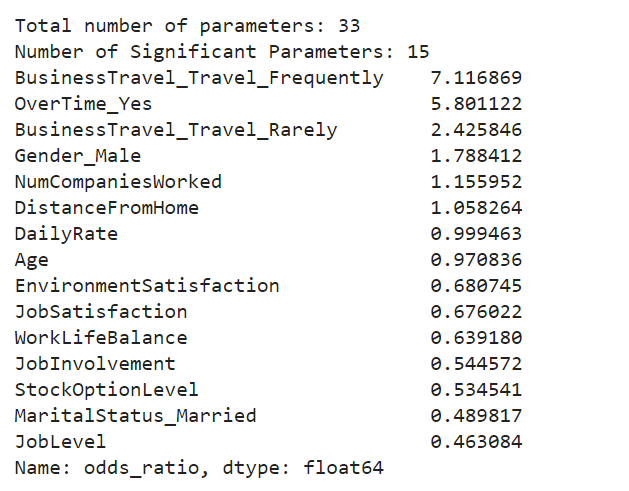 Total number of parameters: 33
Number of Significant Parameters: 15
BusinessTravel_Travel_Frequently    7.116869
OverTime_Yes                        5.801122
BusinessTravel_Travel_Rarely        2.425846
Gender_Male                         1.788412
NumCompaniesWorked                  1.155952
DistanceFromHome                    1.058264
DailyRate                           0.999463
Age                                 0.970836
EnvironmentSatisfaction             0.680745
JobSatisfaction                     0.676022
WorkLifeBalance                     0.639180
JobInvolvement                      0.544572
StockOptionLevel                    0.534541
MaritalStatus_Married               0.489817
JobLevel                            0.463084
Name: odds_ratio, dtype: float64